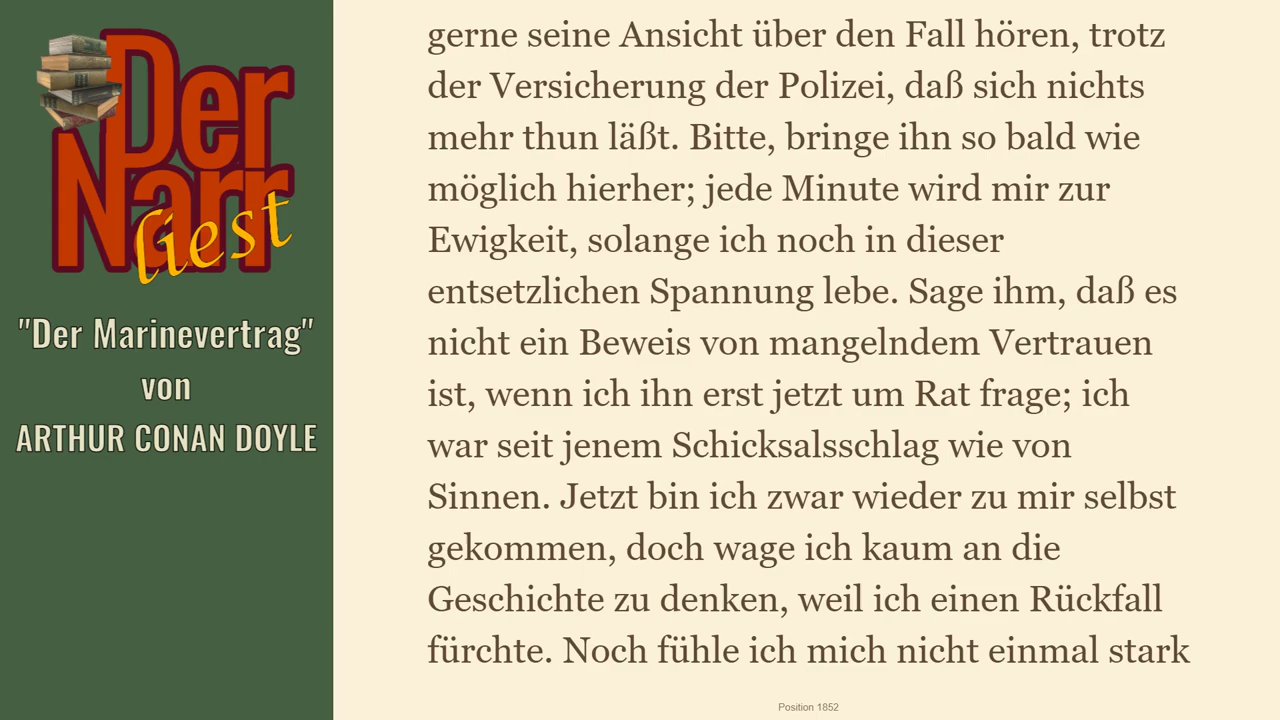 Der
Narr
liest
"Der Marinevertrag"
von
ARTHUR CONAN DOYLE
gerne seine Ansicht über den Fall hören, trotz
der Versicherung der Polizei, daß sich nichts
mehr thun läßt. Bitte, bringe ihn so bald wie
möglich hierher; jede Minute wird mir zur
Ewigkeit, solange ich noch in dieser
entsetzlichen Spannung lebe. Sage ihm, daß es
nicht ein Beweis von mangelndem Vertrauen
ist, wenn ich ihn erst jetzt um Rat frage; ich
war seit jenem Schicksalsschlag wie von
Sinnen. Jetzt bin ich zwar wieder zu mir selbst
gekommen, doch wage ich kaum an die
Geschichte zu denken, weil ich einen Rückfall
fürchte. Noch fühle ich mich nicht einmal stark
Position 1852